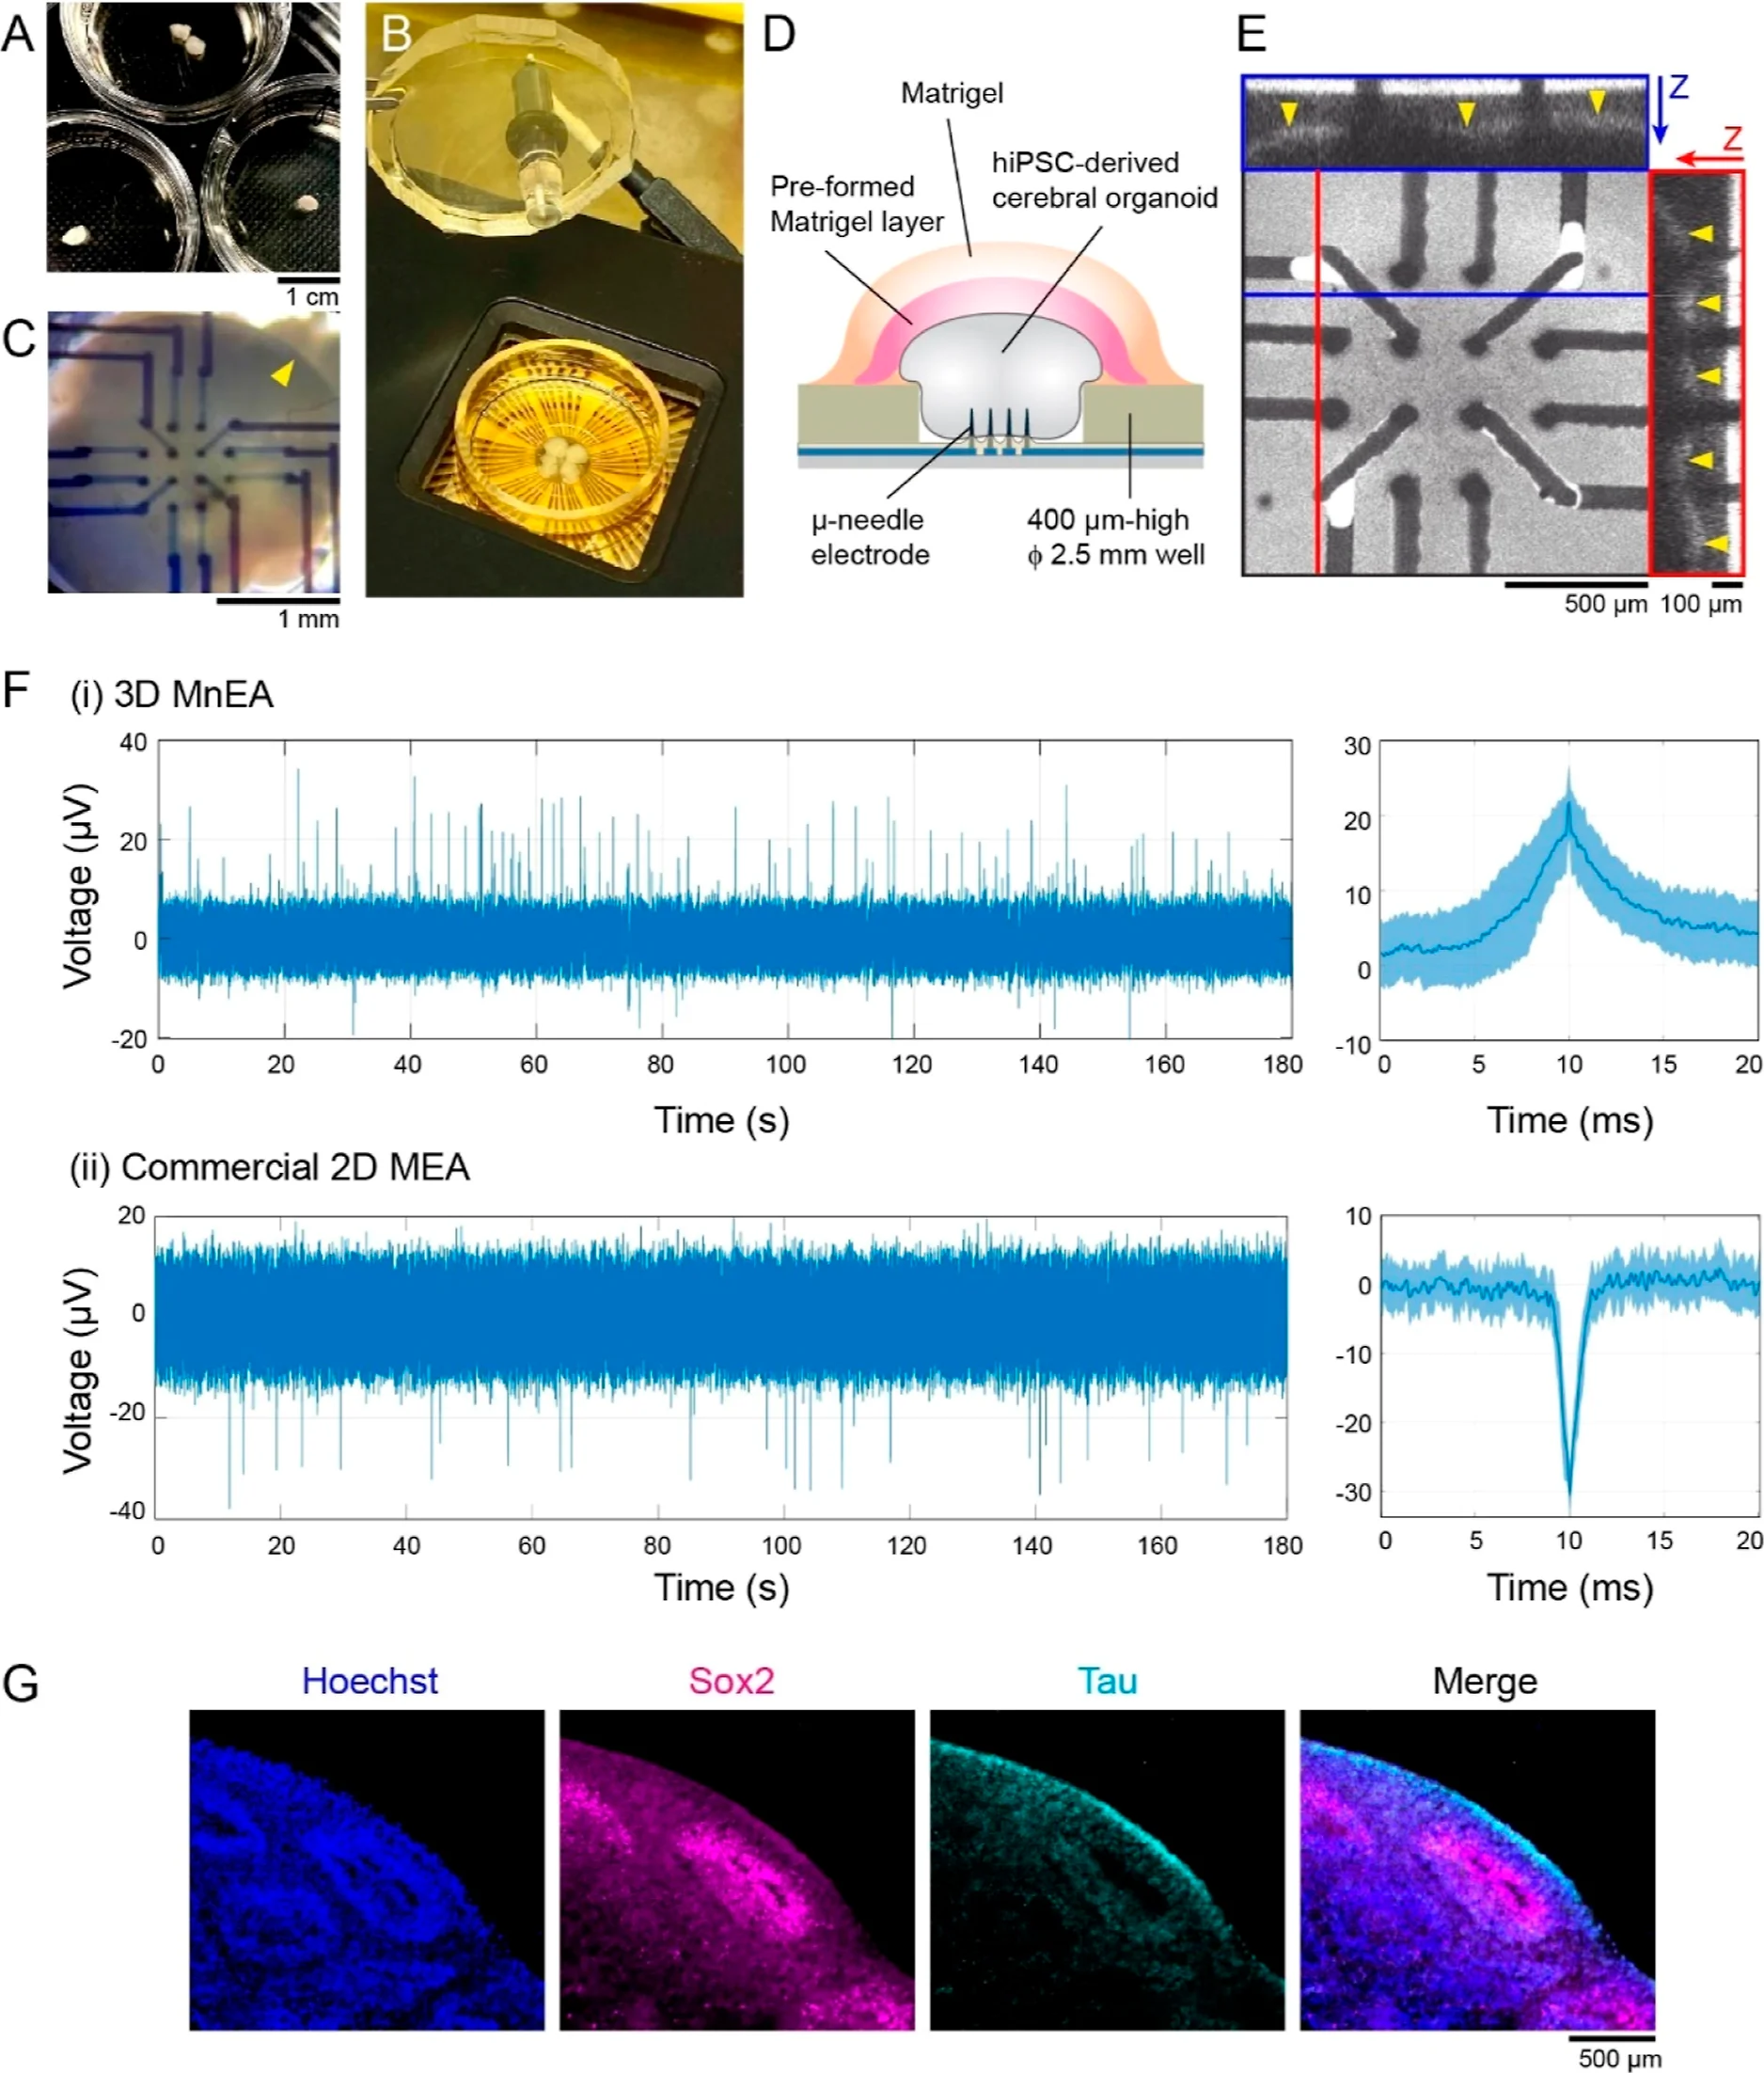 A
B
D
E
Matrigel
hiPSC-derived
cerebral organoid
Pre-formed
Matrigel layer
Z
Z
1 cm
C
µ-needle
electrode
400 µm-high
ϕ 2.5 mm well
500 µm
100 µm
1 mm
F
(i) 3D MnEA
40
20
0
-20
Voltage (µV)
0 20 40 60 80 100 120 140 160 180
Time (s)
30
20
10
0
-10
0 5 10 15 20
Time (ms)
(ii) Commercial 2D MEA
20
0
-20
-40
Voltage (µV)
0 20 40 60 80 100 120 140 160 180
Time (s)
10
0
-10
-20
-30
0 5 10 15 20
Time (ms)
G
Hoechst
Sox2
Tau
Merge
500 µm